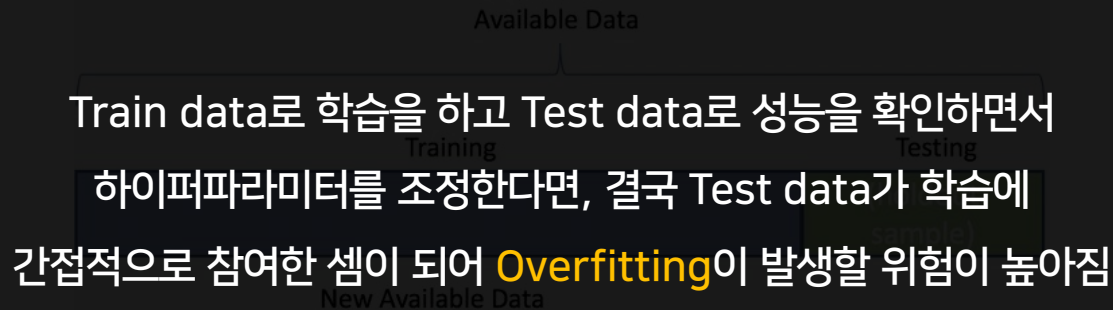 Available Data
Train data로 학습을 하고 Test data로 성능을 확인하면서
Training Testing
하이퍼파라미터를 조정한다면, 결국 Test data가 학습에
sample)
간접적으로 참여한 셈이 되어 Overfitting이 발생할 위험이 높아짐
New Available Data